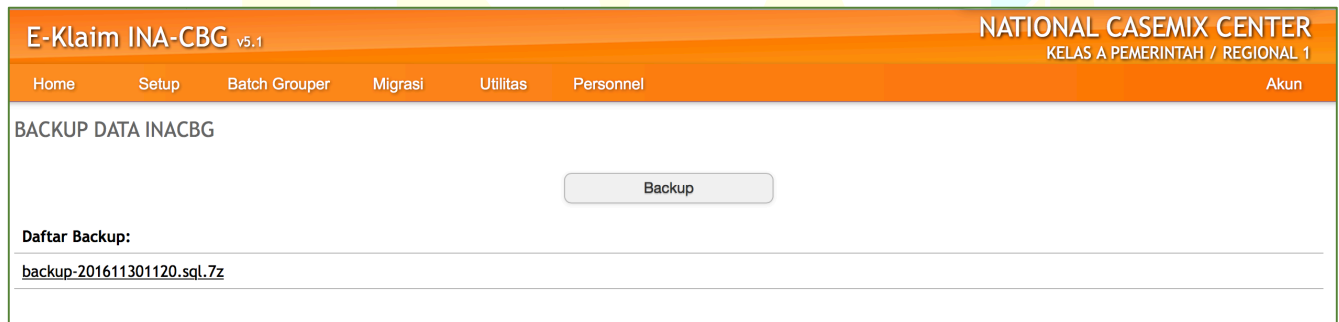 E-Klaim INA-CBG v5.1
NATIONAL CASEMIX CENTER
KELAS A PEMERINTAH / REGIONAL 1
Home Setup Batch Grouper Migrasi Utilitas Personnel Akun
BACKUP DATA INACBG
Backup
Daftar Backup:
backup-201611301120.sql.7z